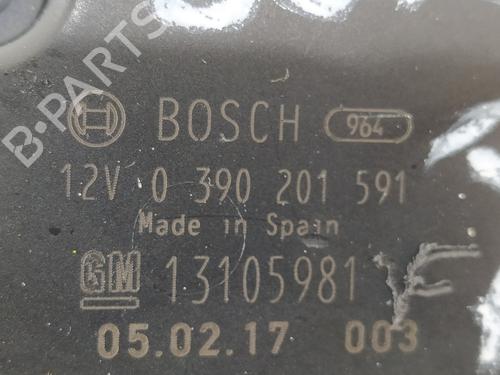 BOSCH 964
12V 0 390 201 591
Made in Spain
GM 13105981
05.02.17 003
B-PARTS